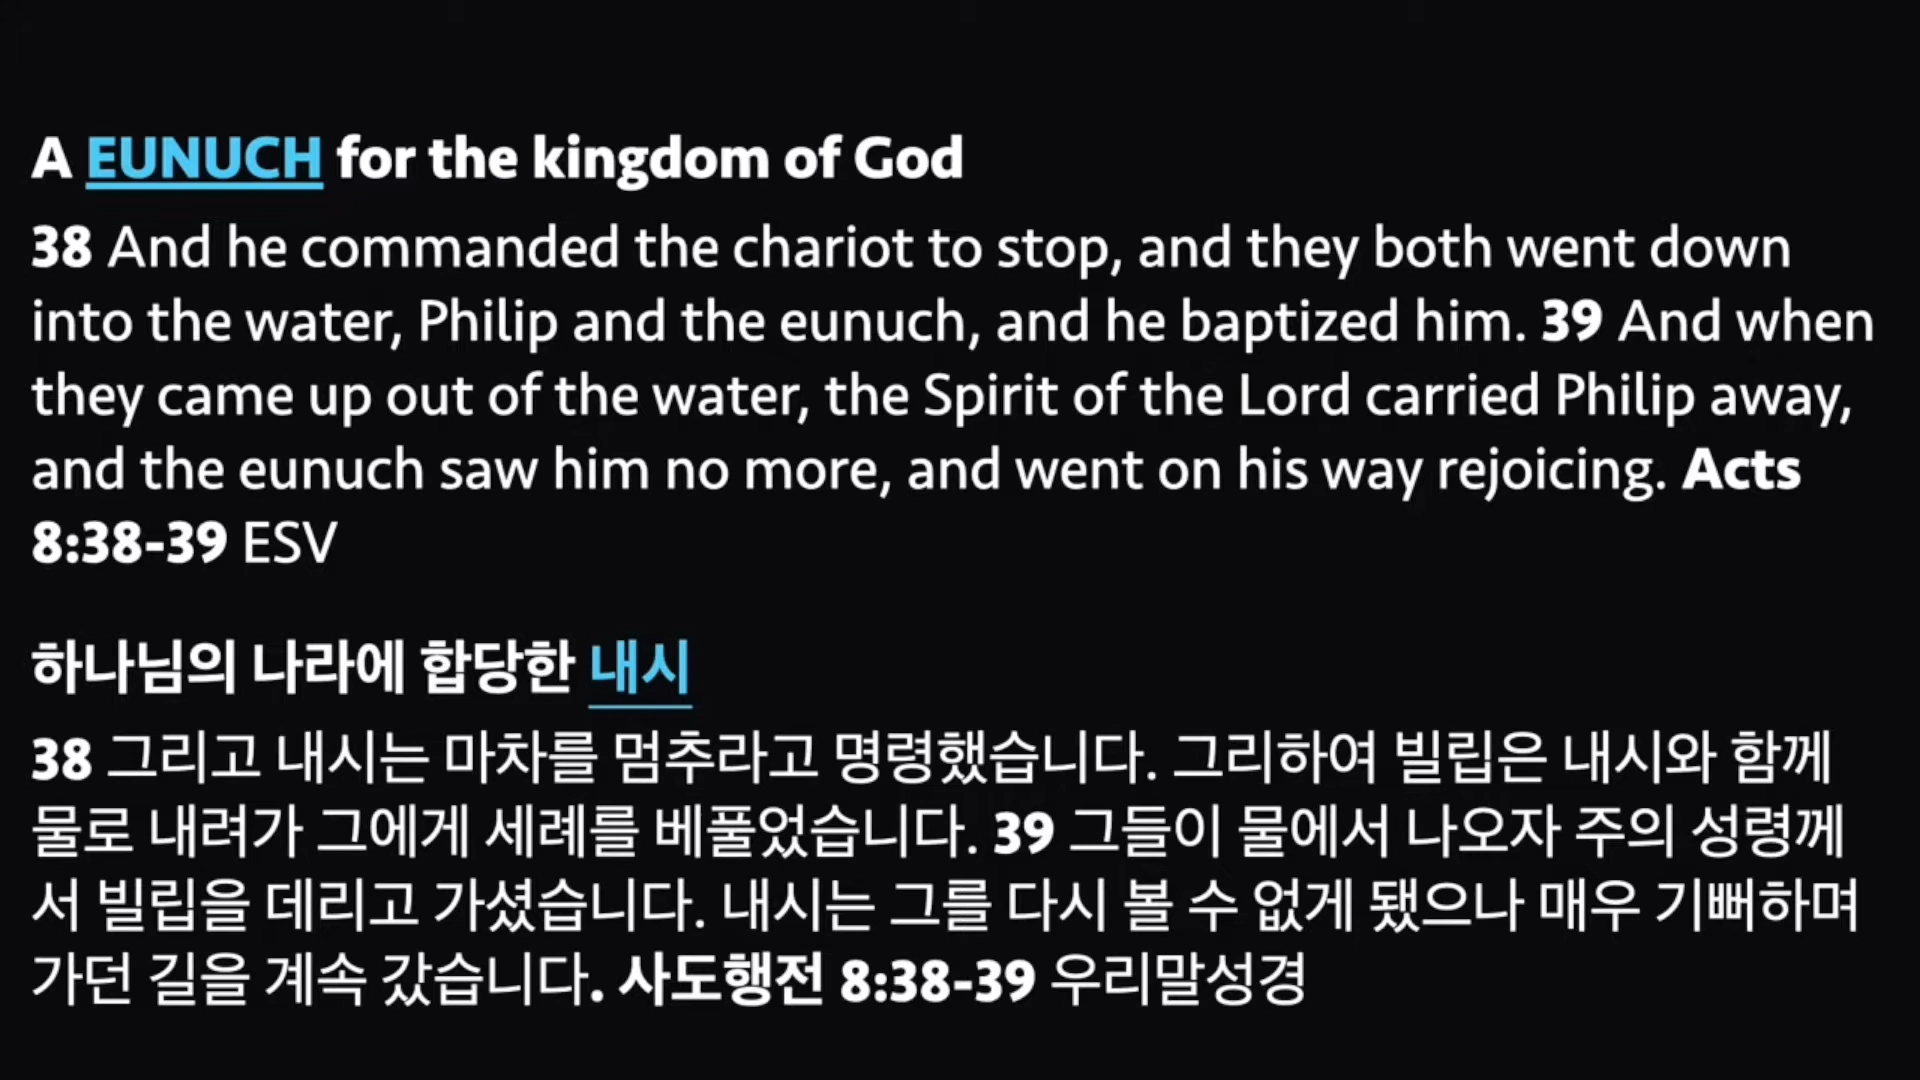 A EUNUCH for the kingdom of God
38 And he commanded the chariot to stop, and they both went down
into the water, Philip and the eunuch, and he baptized him. 39 And when
they came up out of the water, the Spirit of the Lord carried Philip away,
and the eunuch saw him no more, and went on his way rejoicing. Acts
8:38-39 ESV
하나님의 나라에 합당한 내시
38 그리고 내시는 마차를 멈추라고 명령했습니다. 그리하여 빌립은 내시와 함께
물로 내려가 그에게 세례를 베풀었습니다. 39 그들이 물에서 나오자 주의 성령께
서 빌립을 데리고 가셨습니다. 내시는 그를 다시 볼 수 없게 됐으나 매우 기뻐하며
가던 길을 계속 갔습니다. 사도행전 8:38-39 우리말성경